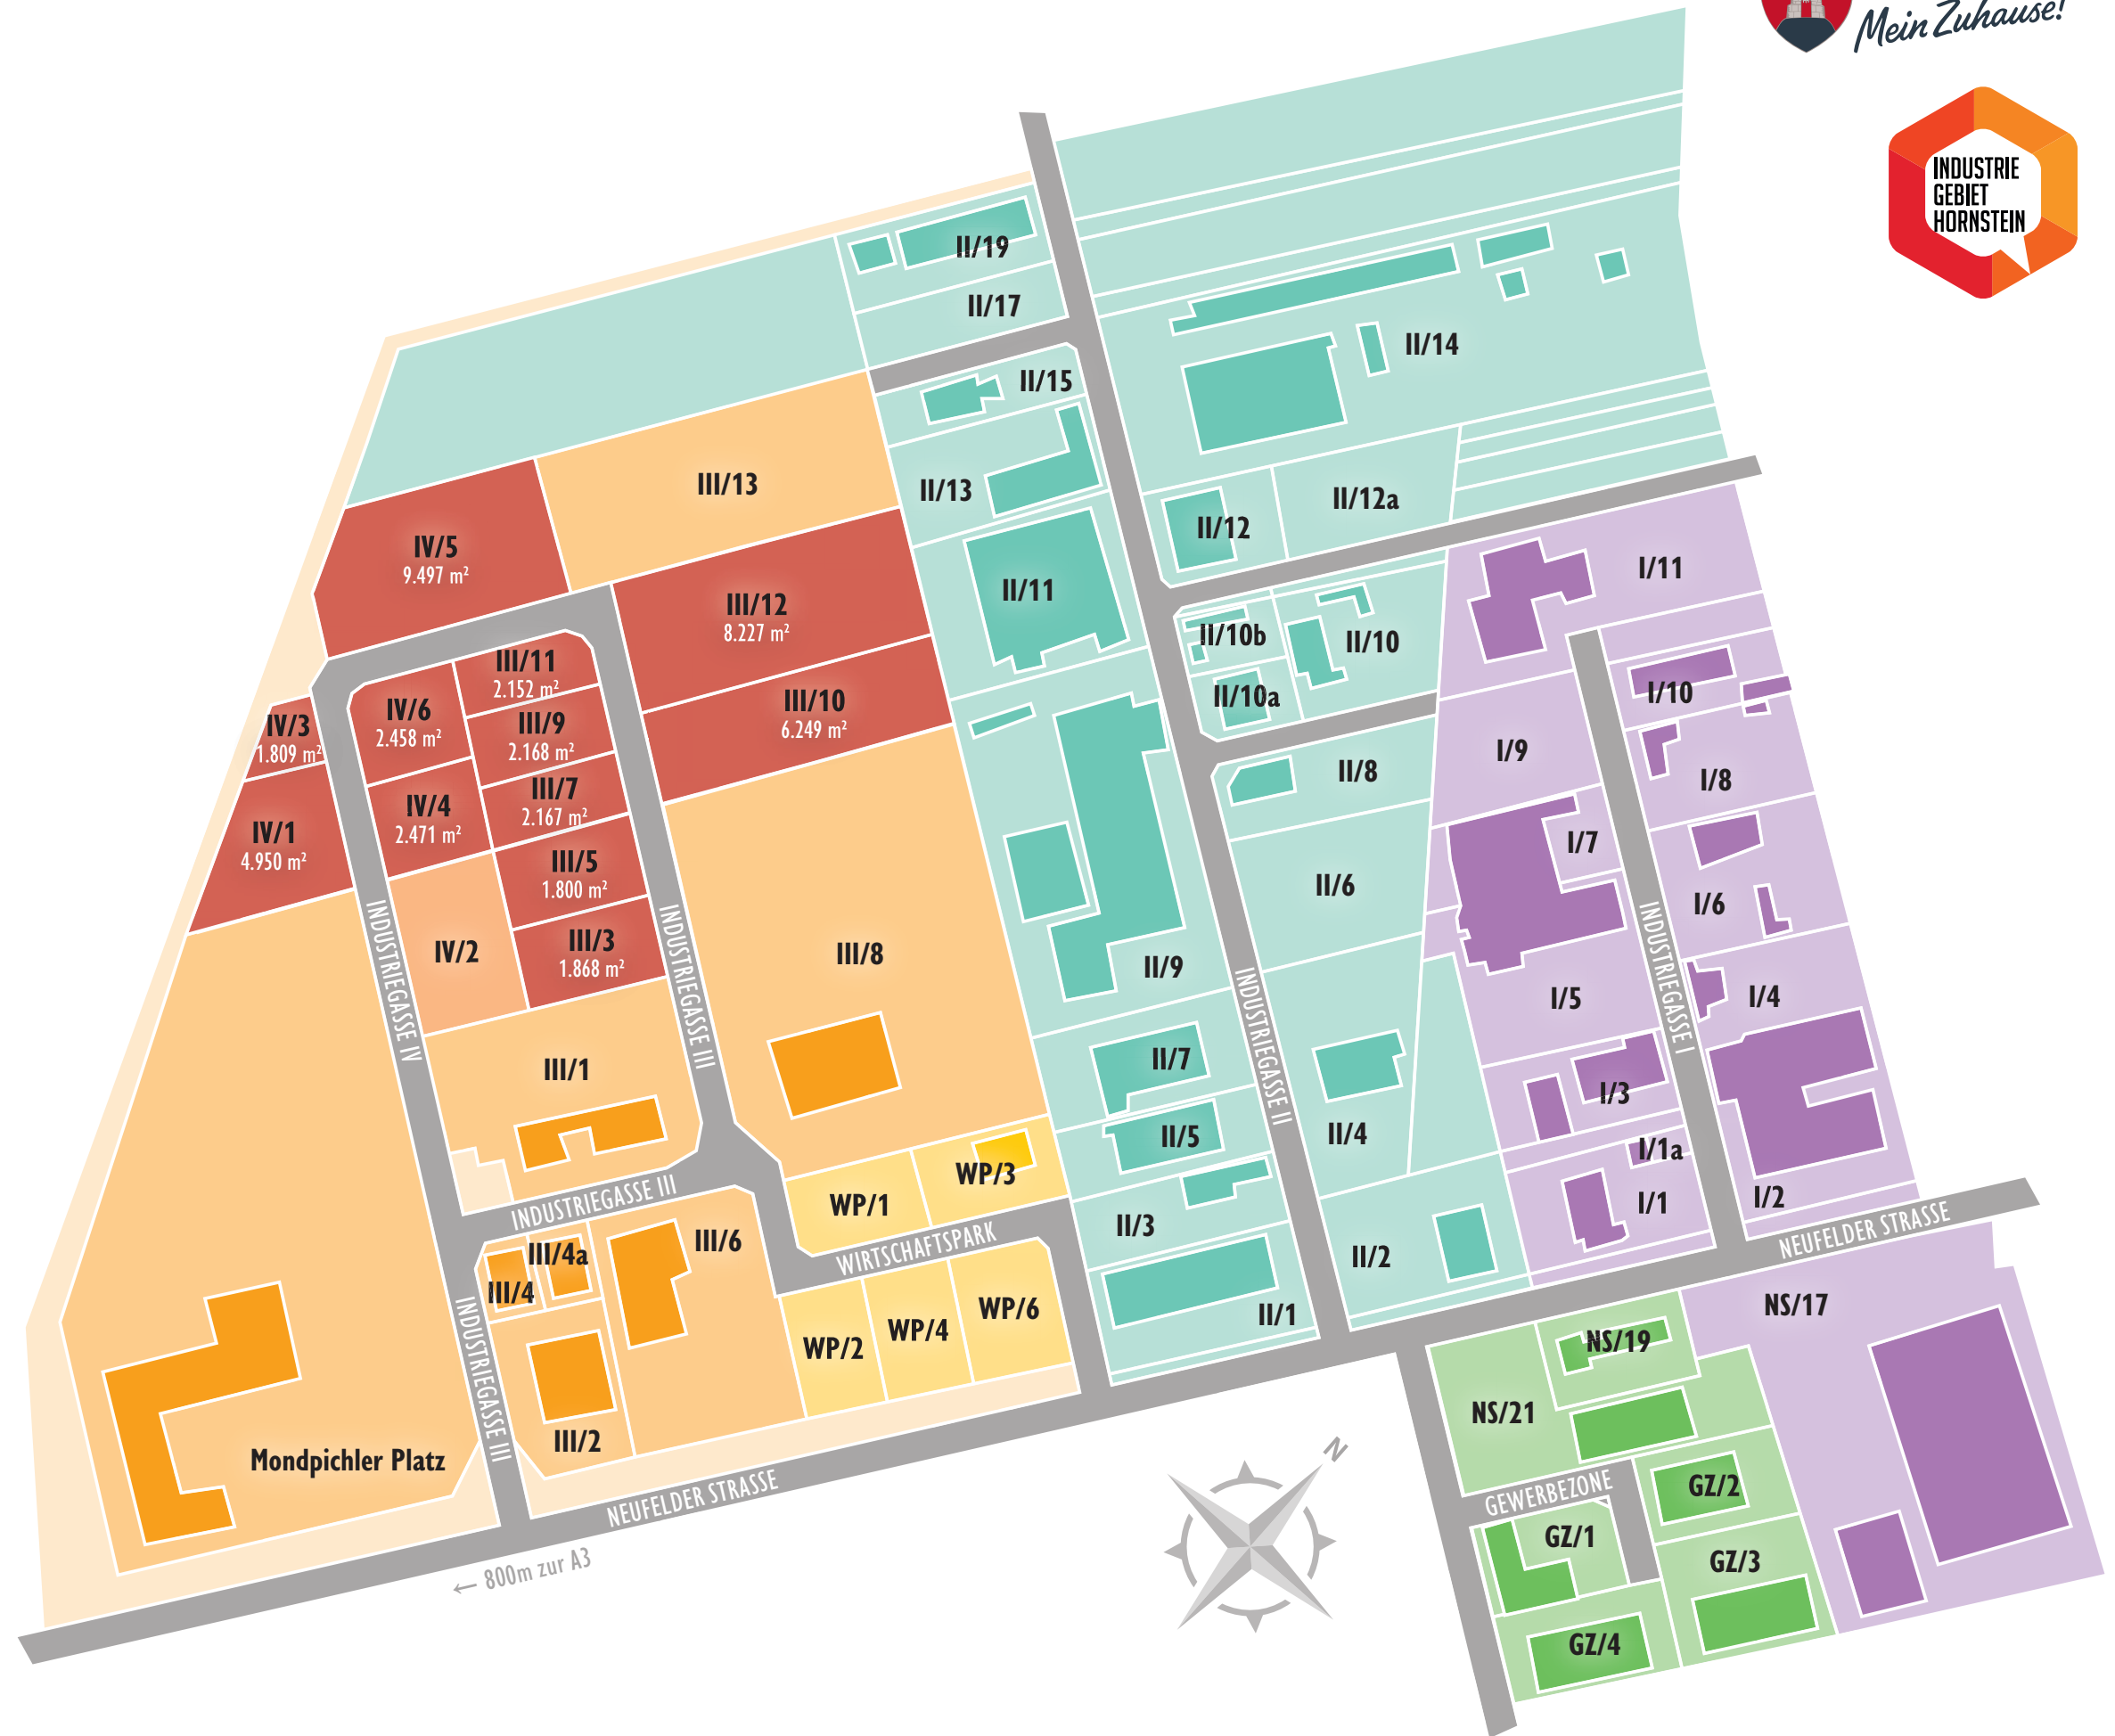 Mein Zuhause!
INDUSTRIE
GEBIET
HORNSTEIN
II/19
II/17
II/14
II/15
III/13
II/13
II/12a
II/12
IV/5
9.497 m²
I/11
II/11
III/12
8.227 m²
II/10b
II/10
III/11
2.152 m²
I/10
II/10a
III/10
6.249 m²
IV/6
2.458 m²
IV/3
1.809 m²
III/9
2.168 m²
I/9
II/8
I/8
III/7
2.167 m²
IV/4
2.471 m²
IV/1
4.950 m²
I/7
III/5
1.800 m²
II/6
I/6
III/3
1.868 m²
IV/2
III/8
II/9
I/5
I/4
INDUSTRIEGASSE IV
INDUSTRIEGASSE III
INDUSTRIEGASSE II
INDUSTRIEGASSE I
III/1
II/7
I/3
II/5
II/4
I/1a
WP/3
WP/1
I/1
I/2
INDUSTRIEGASSE III
II/3
III/6
WIRTSCHAFTSPARK
NEUFELDER STRASSE
III/4a
III/4
II/2
NS/17
WP/6
II/1
WP/4
WP/2
NS/19
INDUSTRIEGASSE III
NS/21
III/2
Mondpichler Platz
N
NEUFELDER STRASSE
GZ/2
GEWERBEZONE
GZ/1
← 800m zur A3
GZ/3
GZ/4